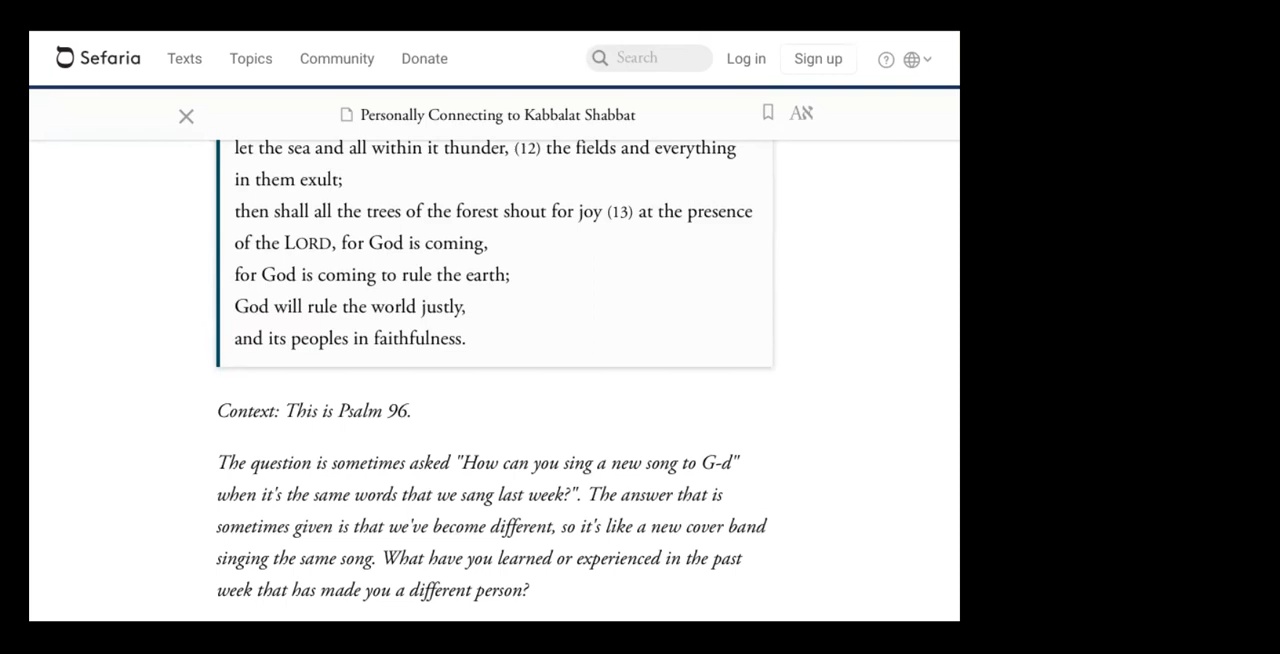 Sefaria Texts Topics Community Donate Search Log in Sign up
Personally Connecting to Kabbalat Shabbat Aא
let the sea and all within it thunder, (12) the fields and everything
in them exult;
then shall all the trees of the forest shout for joy (13) at the presence
of the LORD, for God is coming,
for God is coming to rule the earth;
God will rule the world justly,
and its peoples in faithfulness.
Context: This is Psalm 96.
The question is sometimes asked "How can you sing a new song to G-d"
when it's the same words that we sang last week?". The answer that is
sometimes given is that we've become different, so it's like a new cover band
singing the same song. What have you learned or experienced in the past
week that has made you a different person?